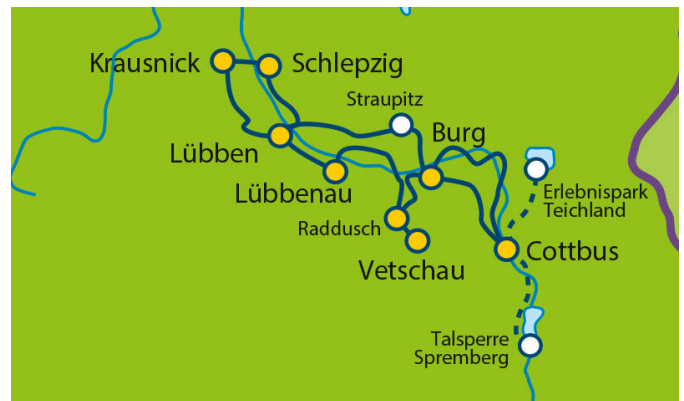 Krausnick
Schlepzig
Straupitz
Lübben
Burg
Lübbenau
Erlebnispark
Teichland
Raddusch
Cottbus
Vetschau
Talsperre
Spremberg